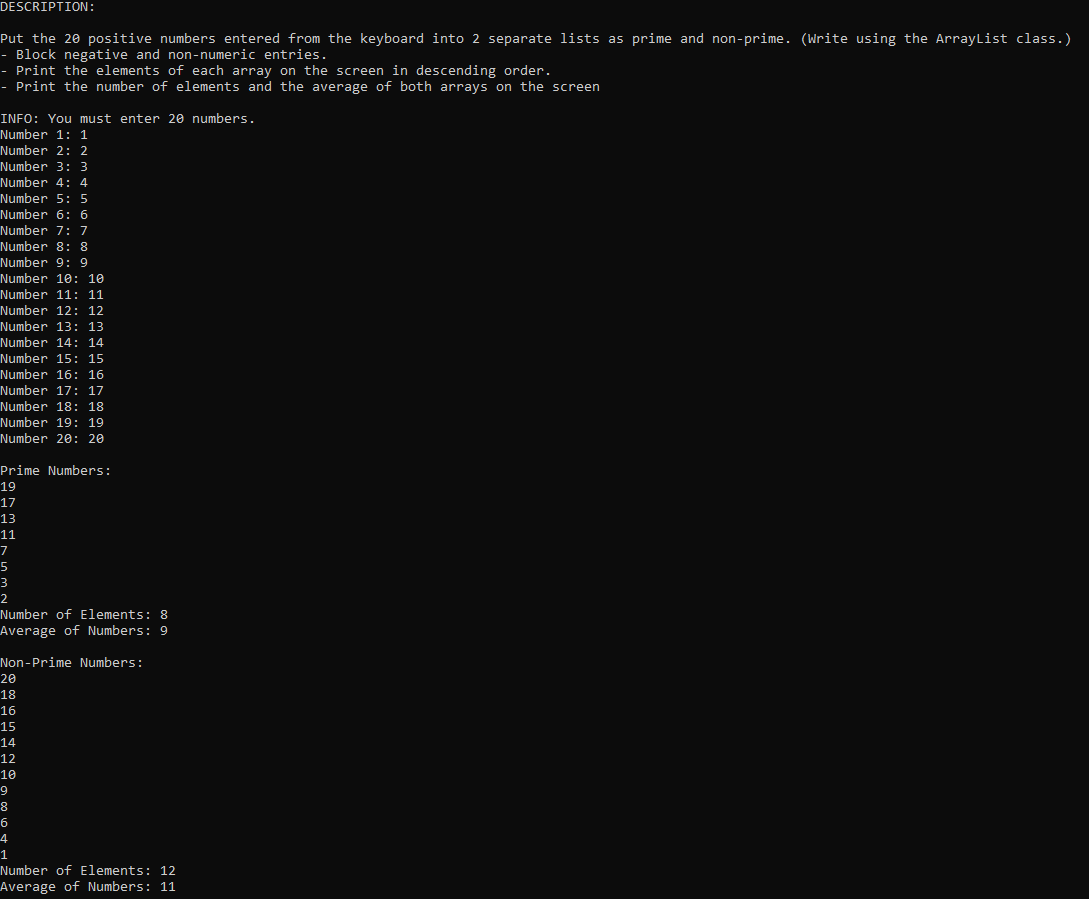 DESCRIPTION:
Put the 20 positive numbers entered from the keyboard into 2 separate lists as prime and non-prime. (Write using the ArrayList class.)
- Block negative and non-numeric entries.
- Print the elements of each array on the screen in descending order.
- Print the number of elements and the average of both arrays on the screen
INFO: You must enter 20 numbers.
Number 1: 1
Number 2: 2
Number 3: 3
Number 4: 4
Number 5: 5
Number 6: 6
Number 7: 7
Number 8: 8
Number 9: 9
Number 10: 10
Number 11: 11
Number 12: 12
Number 13: 13
Number 14: 14
Number 15: 15
Number 16: 16
Number 17: 17
Number 18: 18
Number 19: 19
Number 20: 20
Prime Numbers:
19
17
13
11
7
5
3
2
Number of Elements: 8
Average of Numbers: 9
Non-Prime Numbers:
20
18
16
15
14
12
10
9
8
6
4
1
Number of Elements: 12
Average of Numbers: 11